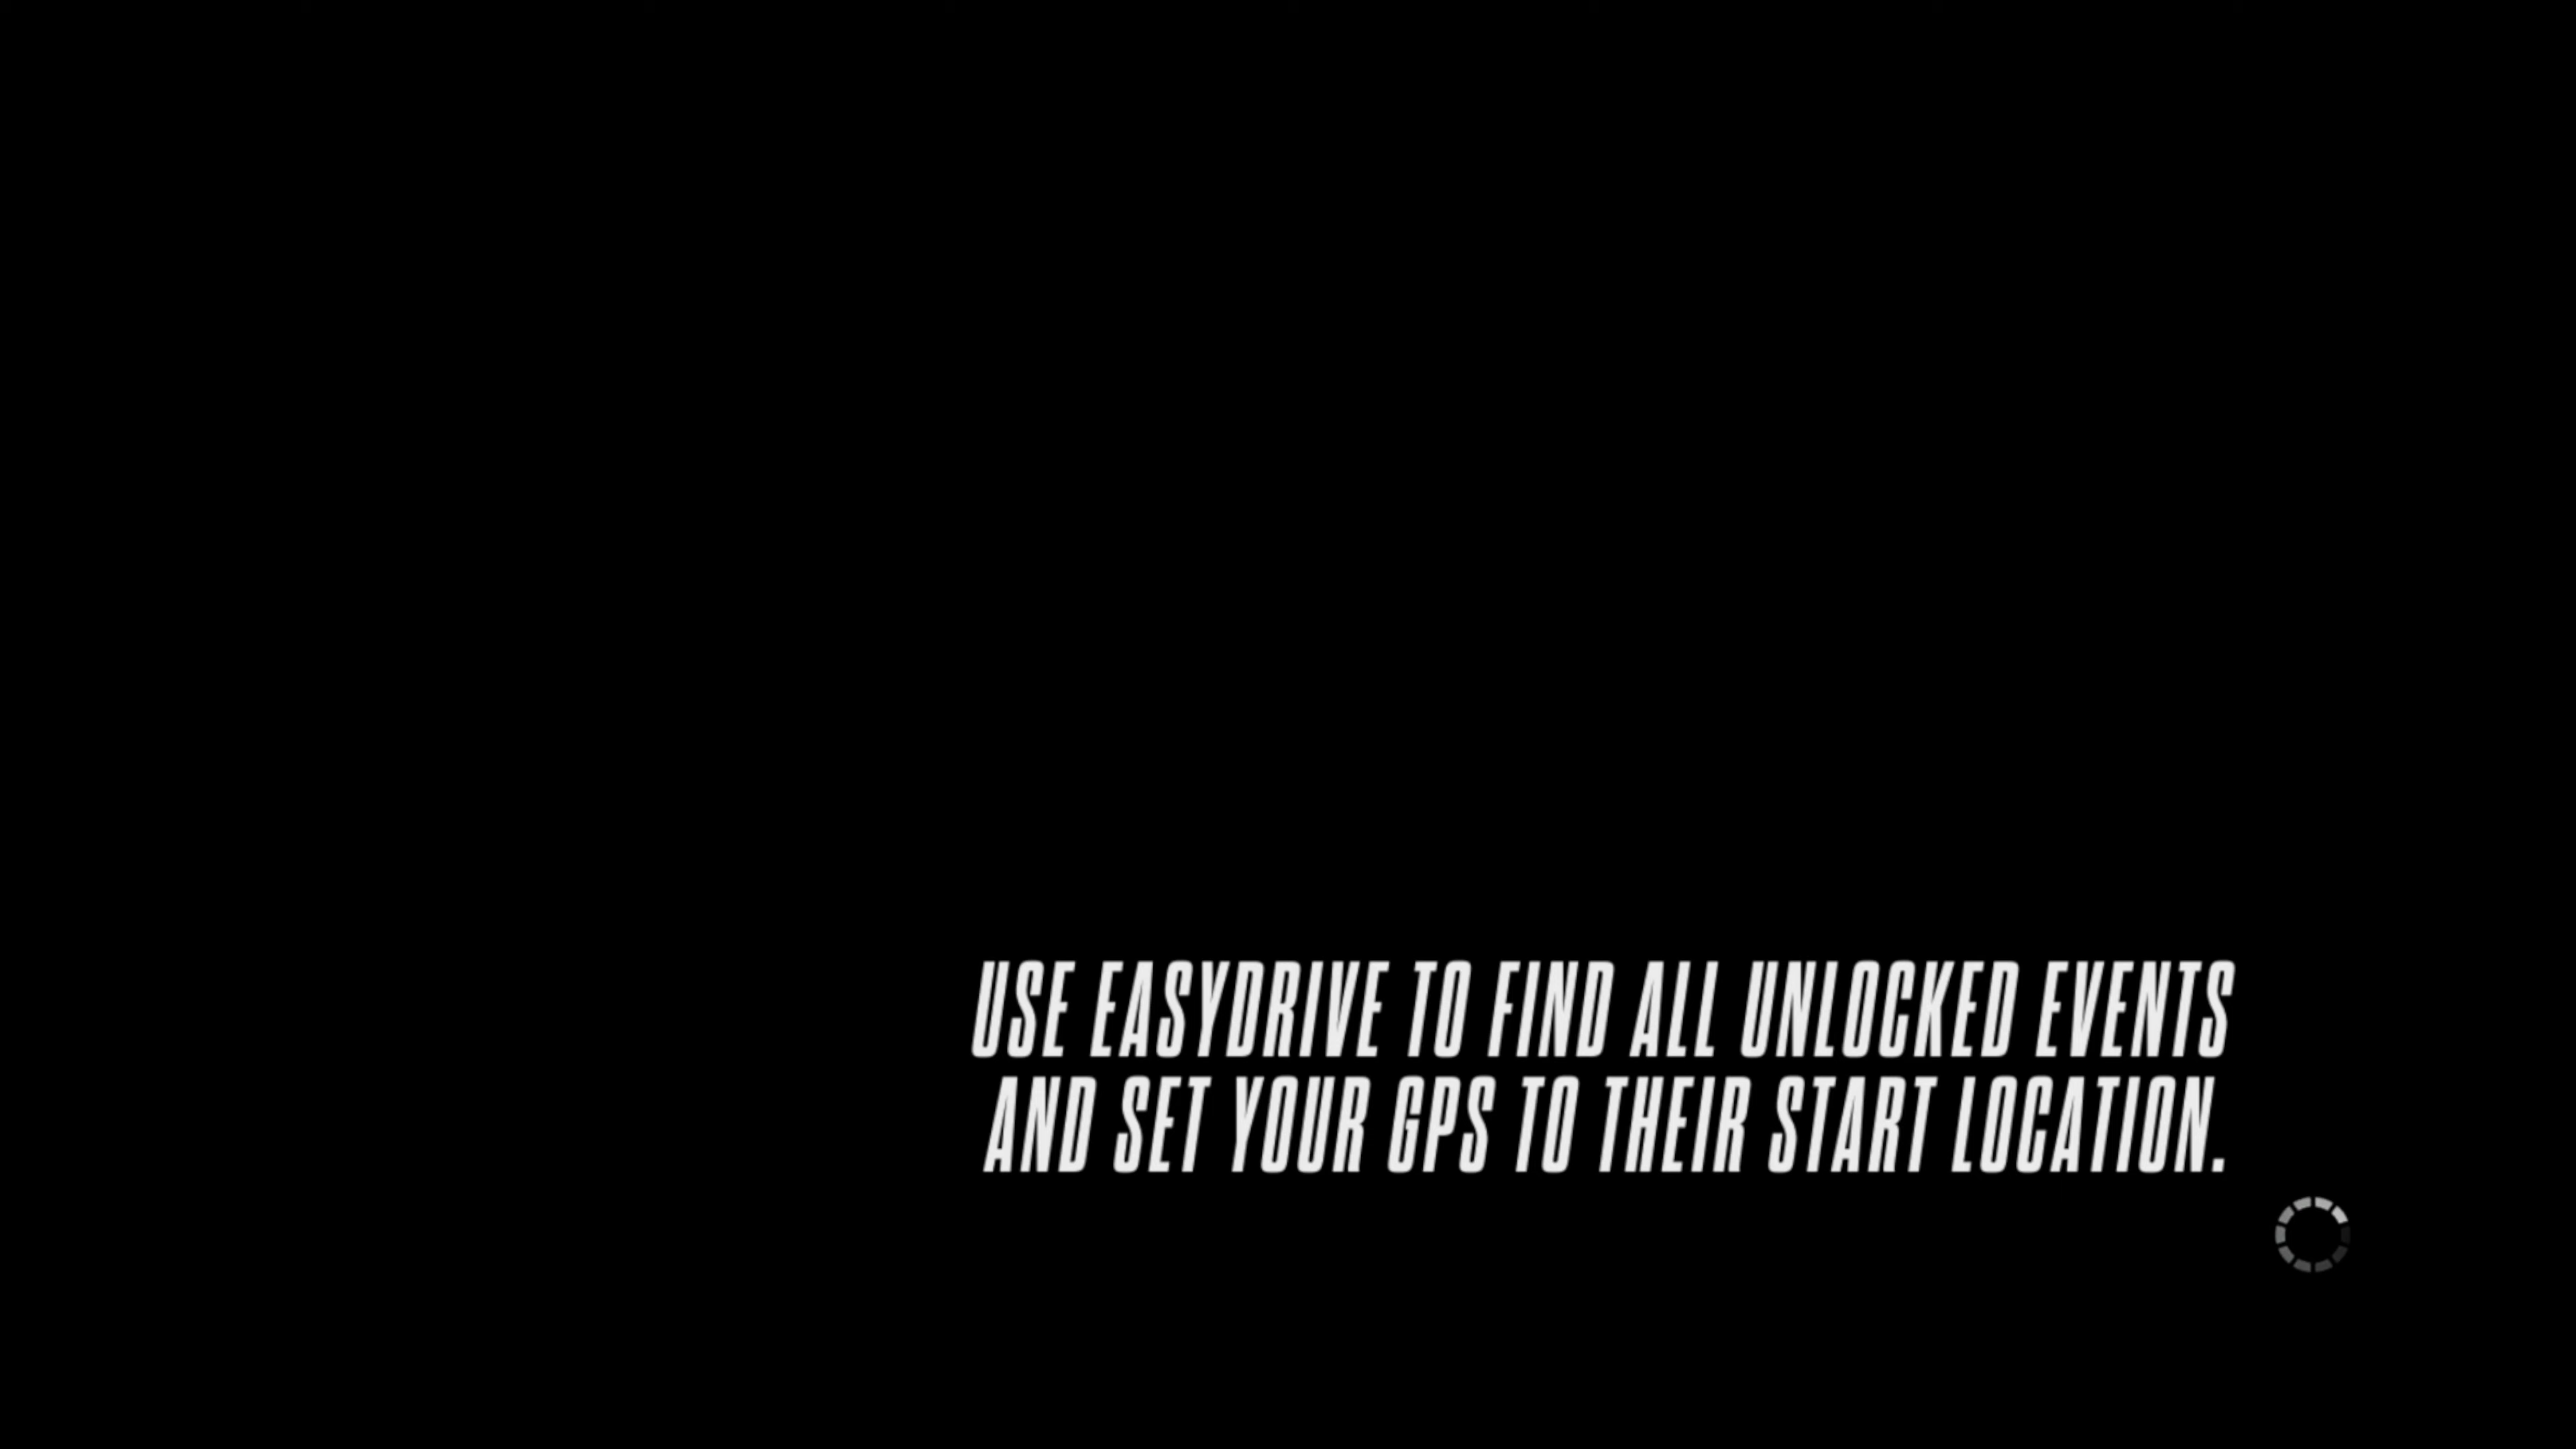 USE EASYDRIVE TO FIND ALL UNLOCKED EVENTS
AND SET YOUR GPS TO THEIR START LOCATION.